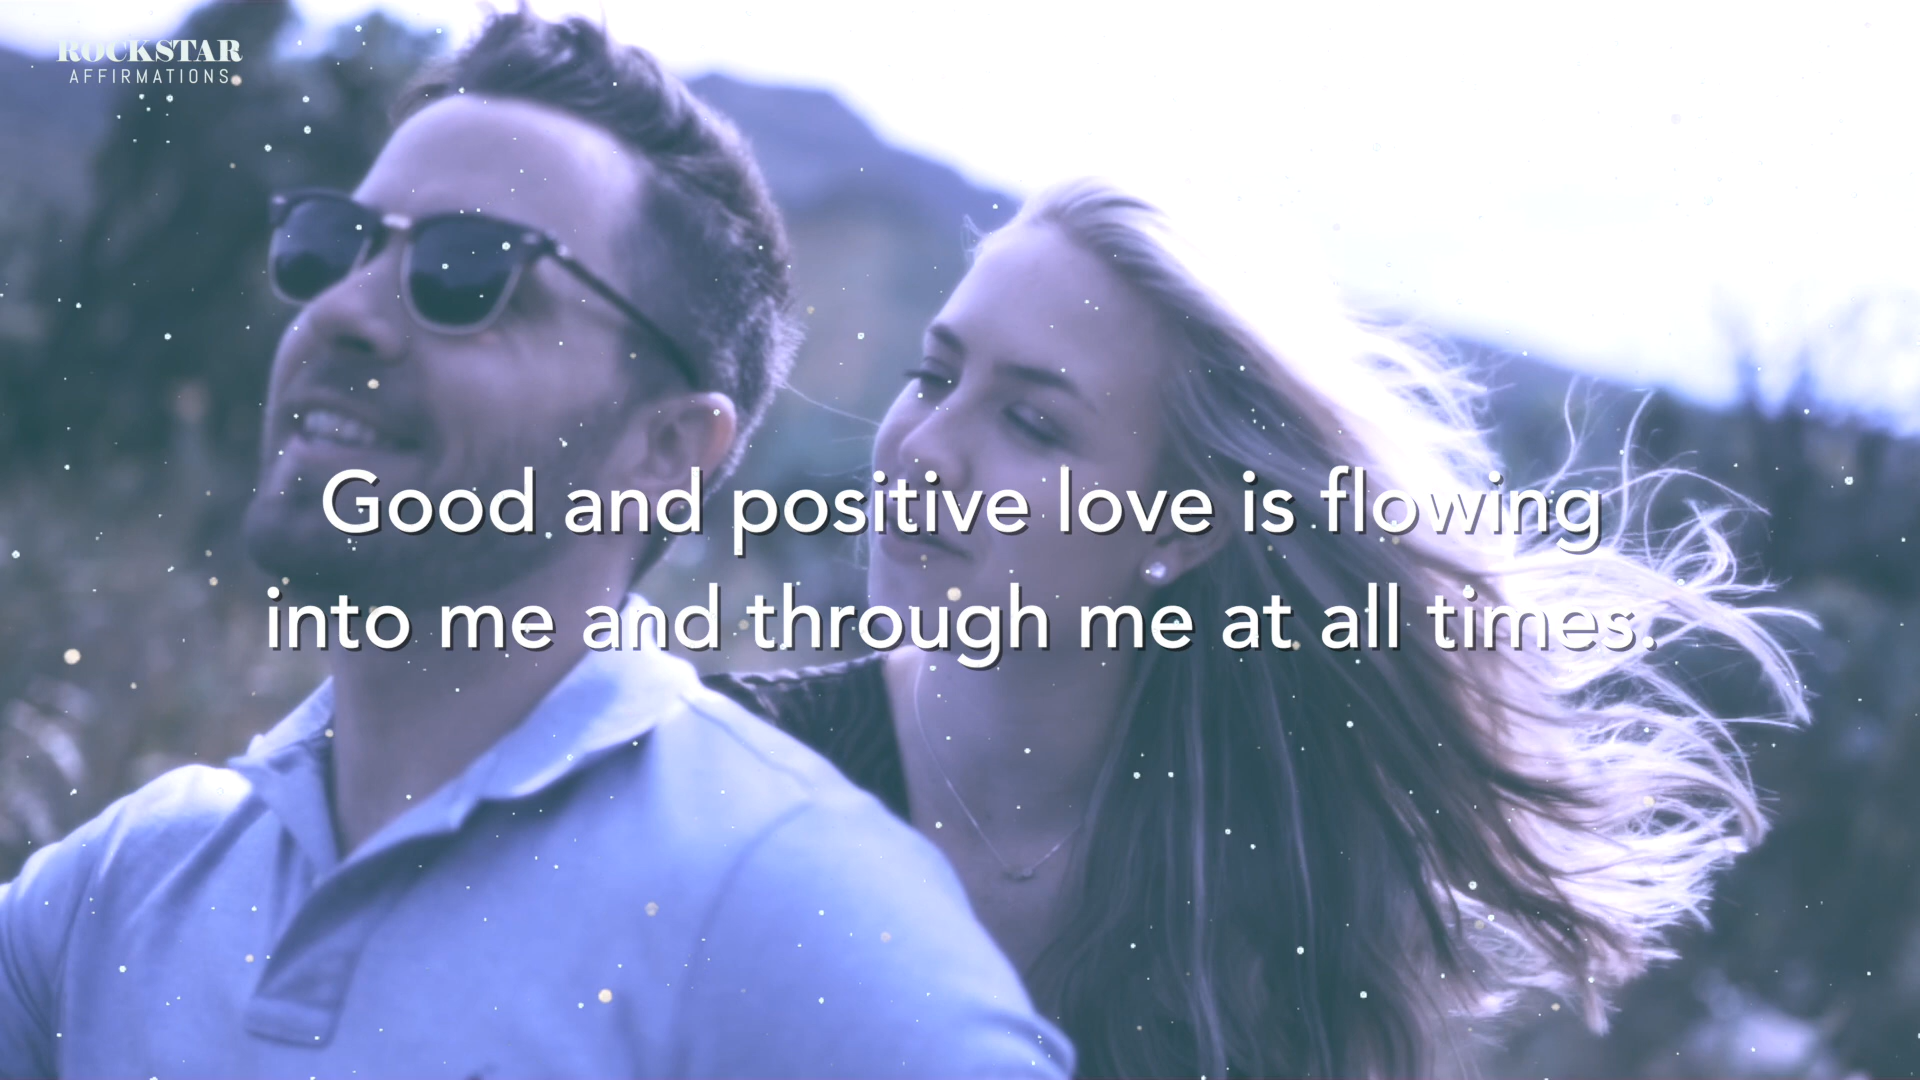 ROCKSTAR
AFFIRMATIONS
Good and positive love is flowing
into me and through me at all times.